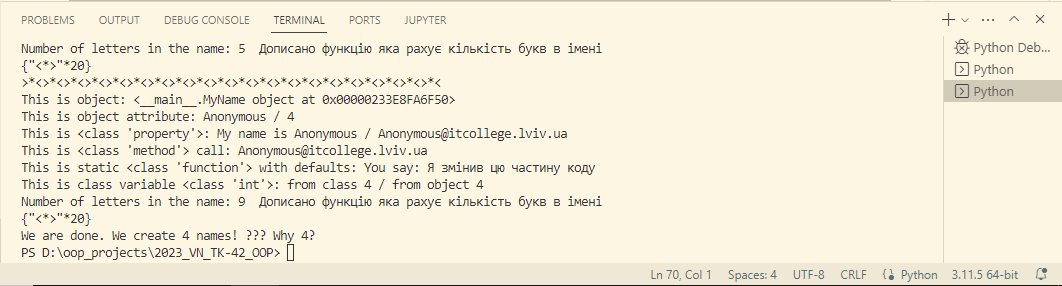 PROBLEMS OUTPUT DEBUG CONSOLE TERMINAL PORTS JUPYTER
Number of letters in the name: 5  Дописано функцію яка рахує кількість букв в імені
{"<*>"*20}
>*<>*<>*<>*<>*<>*<>*<>*<>*<>*<>*<>*<>*<>*<>*<>*<>*<>*<>*<>*<
This is object: <__main__.MyName object at 0x00000233E8FA6F50>
This is object attribute: Anonymous / 4
This is <class 'property'>: My name is Anonymous / Anonymous@itcollege.lviv.ua
This is <class 'method'> call: Anonymous@itcollege.lviv.ua
This is static <class 'function'> with defaults: You say: Я змінив цю частину коду
This is class variable <class 'int'>: from class 4 / from object 4
Number of letters in the name: 9  Дописано функцію яка рахує кількість букв в імені
{"<*>"*20}
We are done. We create 4 names! ??? Why 4?
PS D:\oop_projects\2023_VN_TK-42_OOP>
Python Deb...
Python
Python
Ln 70, Col 1 Spaces: 4 UTF-8 CRLF Python 3.11.5 64-bit